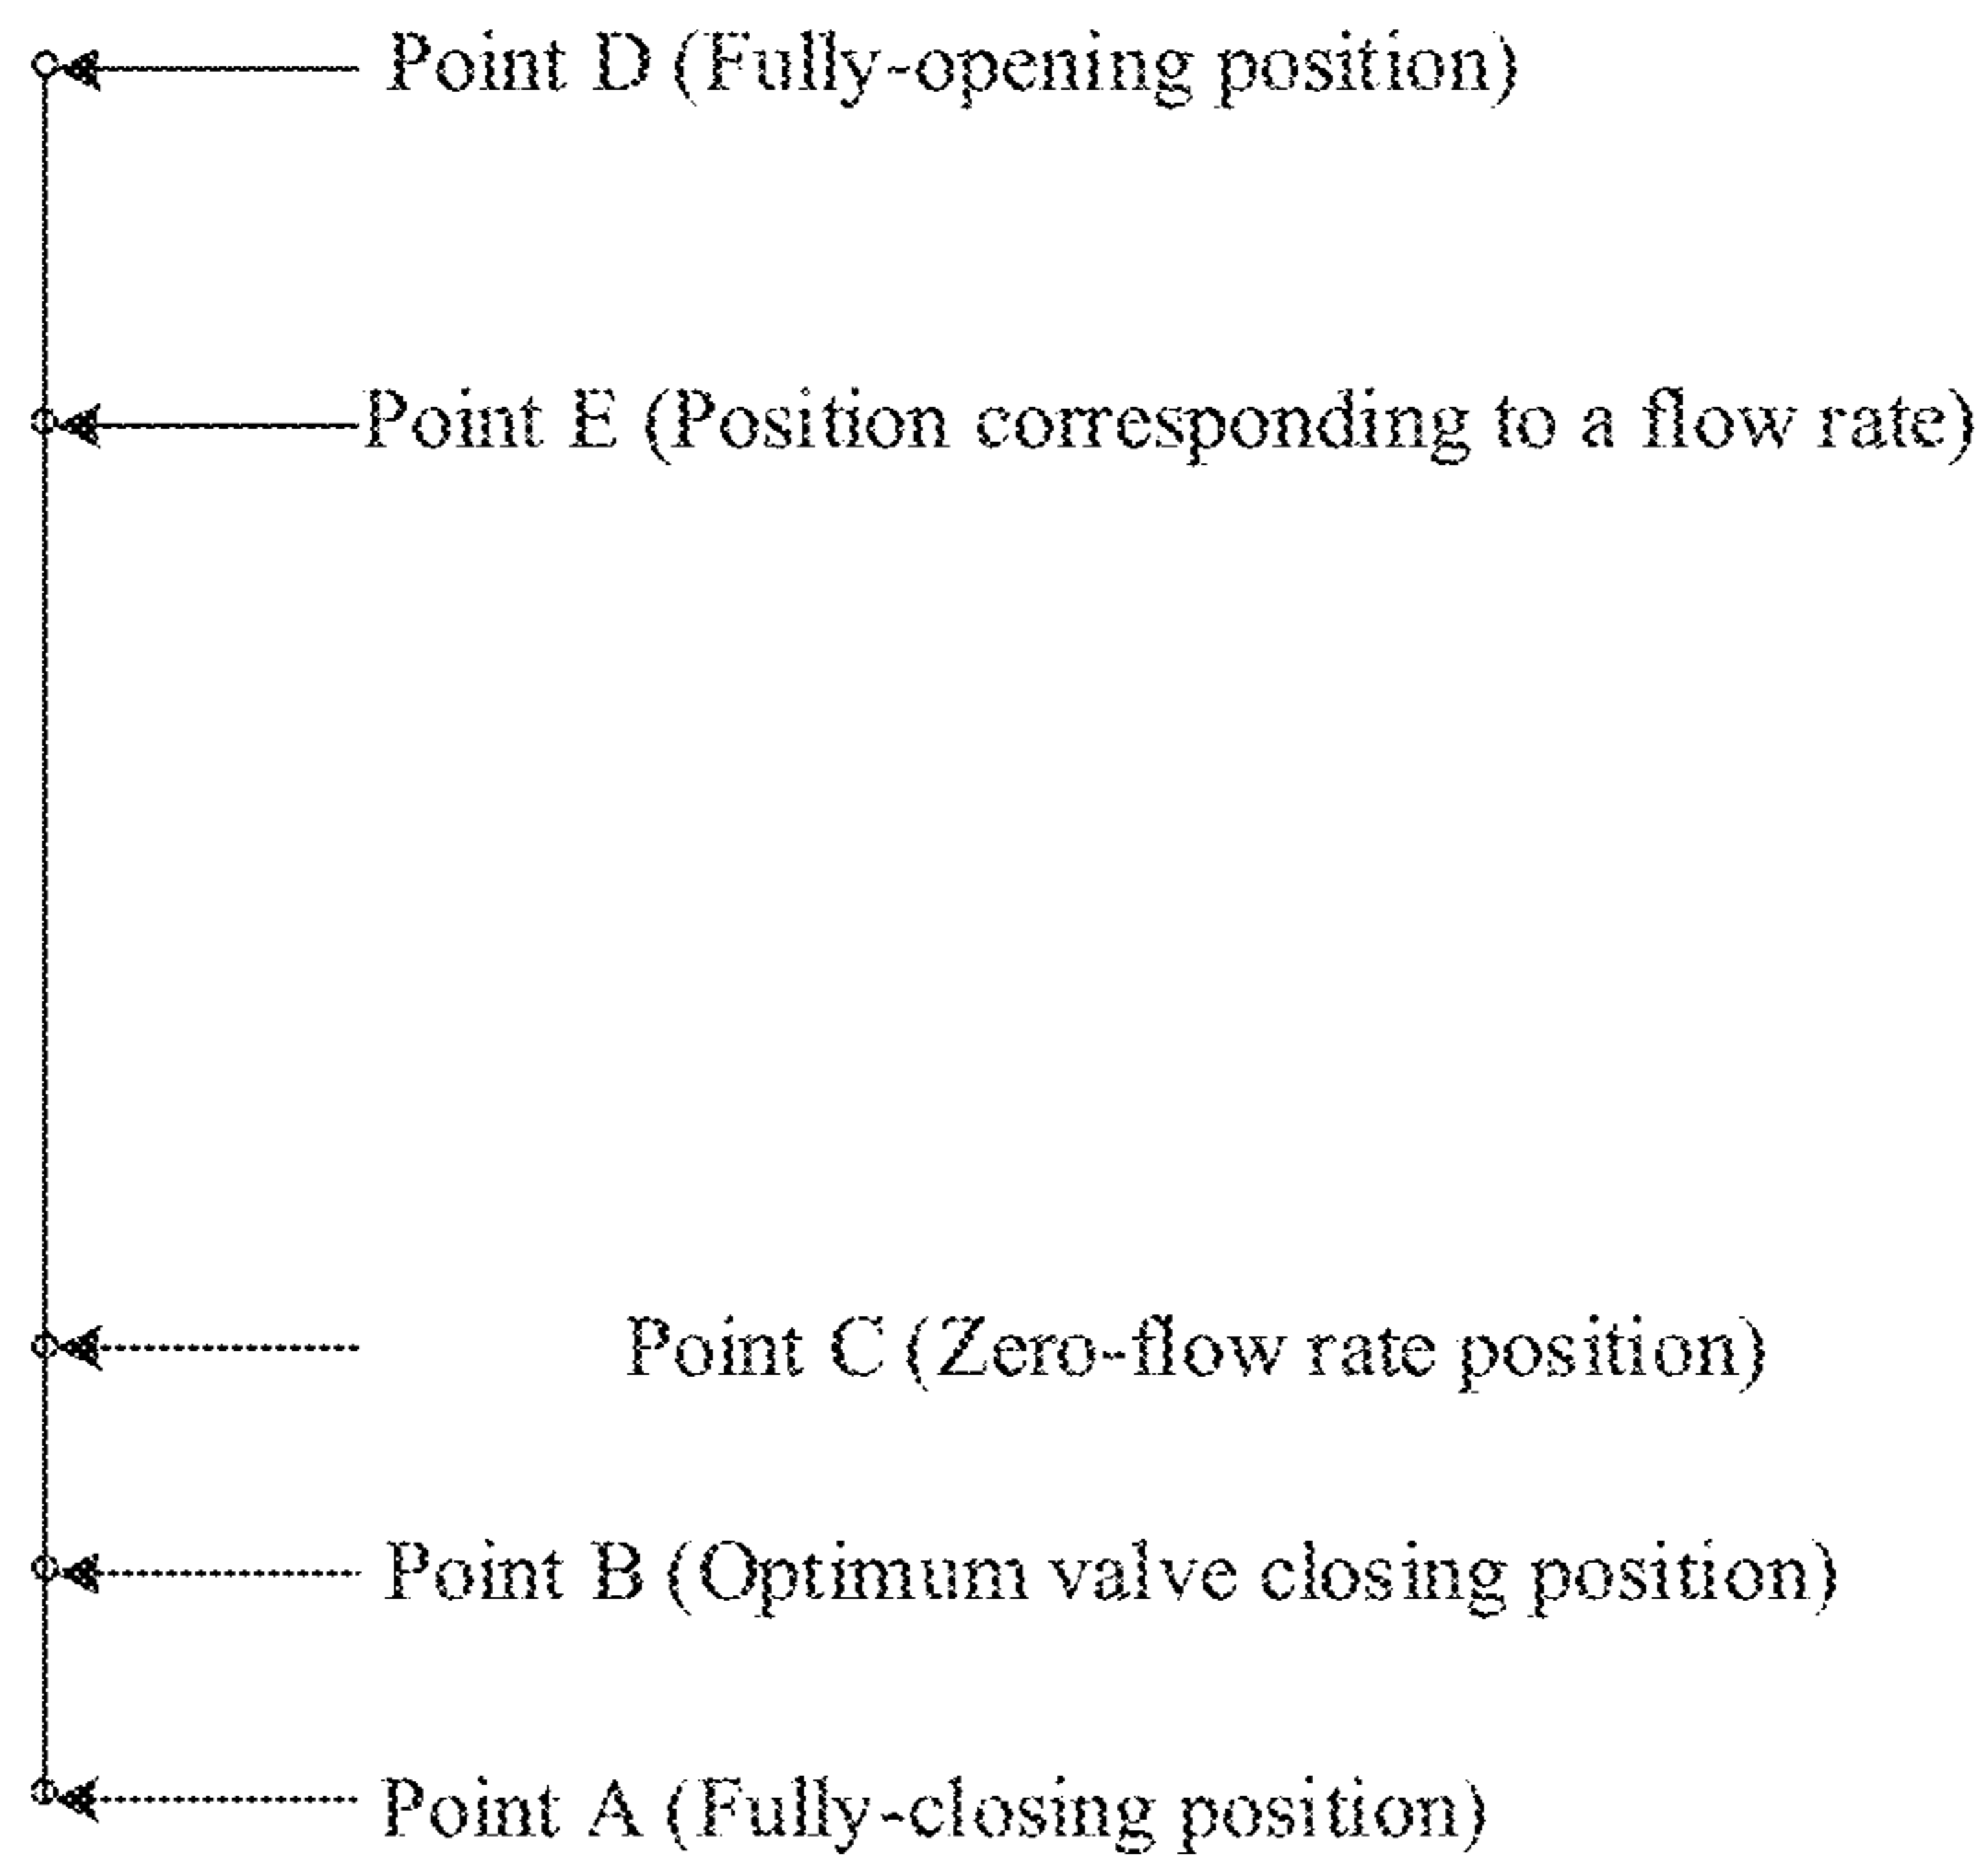 Point D (Fully-opening position)
Point E (Position corresponding to a flow rate)
Point C (Zero-flow rate position)
Point B (Optimum valve closing position)
Point A (Fully-closing position)